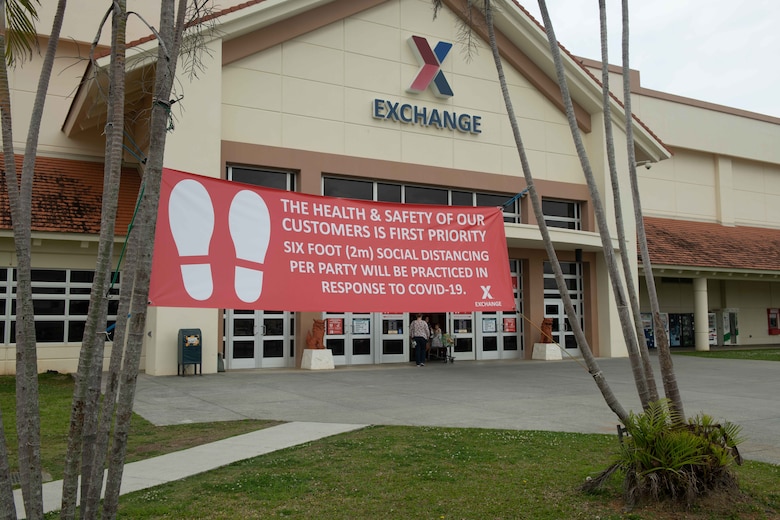 EXCHANGE
THE HEALTH & SAFETY OF OUR
CUSTOMERS IS FIRST PRIORITY
SIX FOOT (2m) SOCIAL DISTANCING
PER PARTY WILL BE PRACTICED IN
RESPONSE TO COVID-19.
EXCHANGE